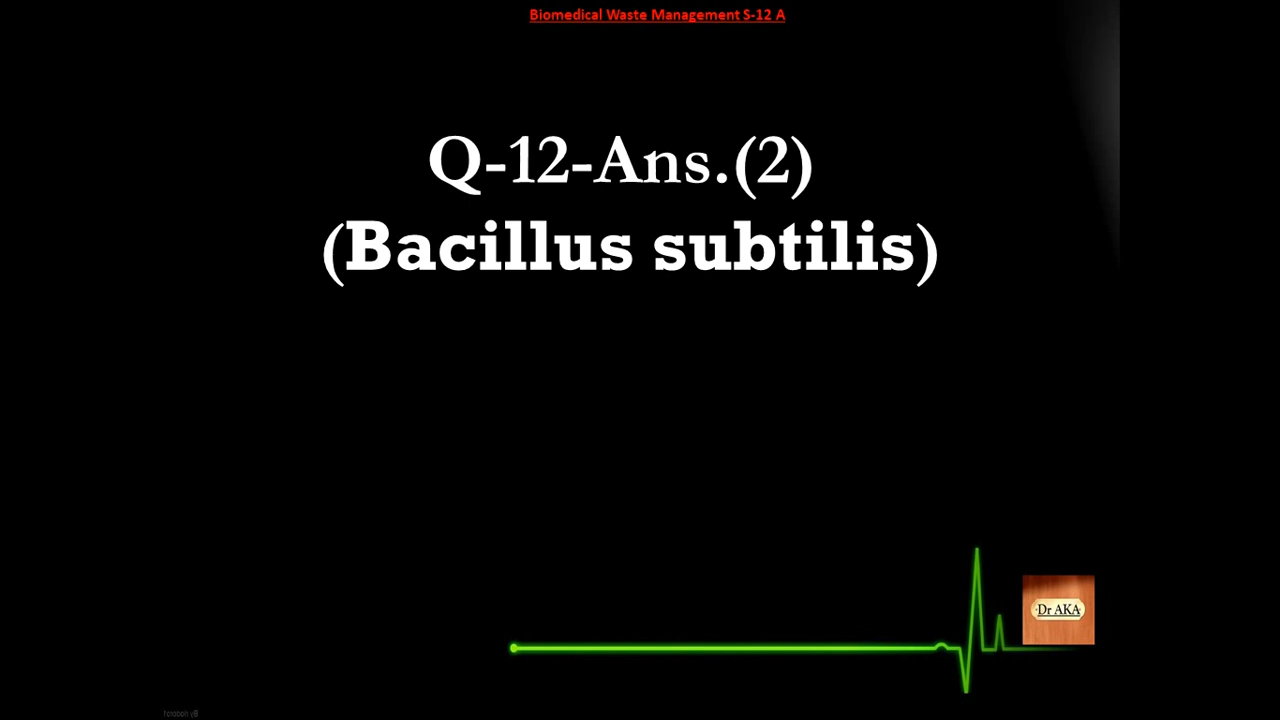 Biomedical Waste Management S-12 A
Q-12-Ans.(2)
(Bacillus subtilis)
Dr AKA